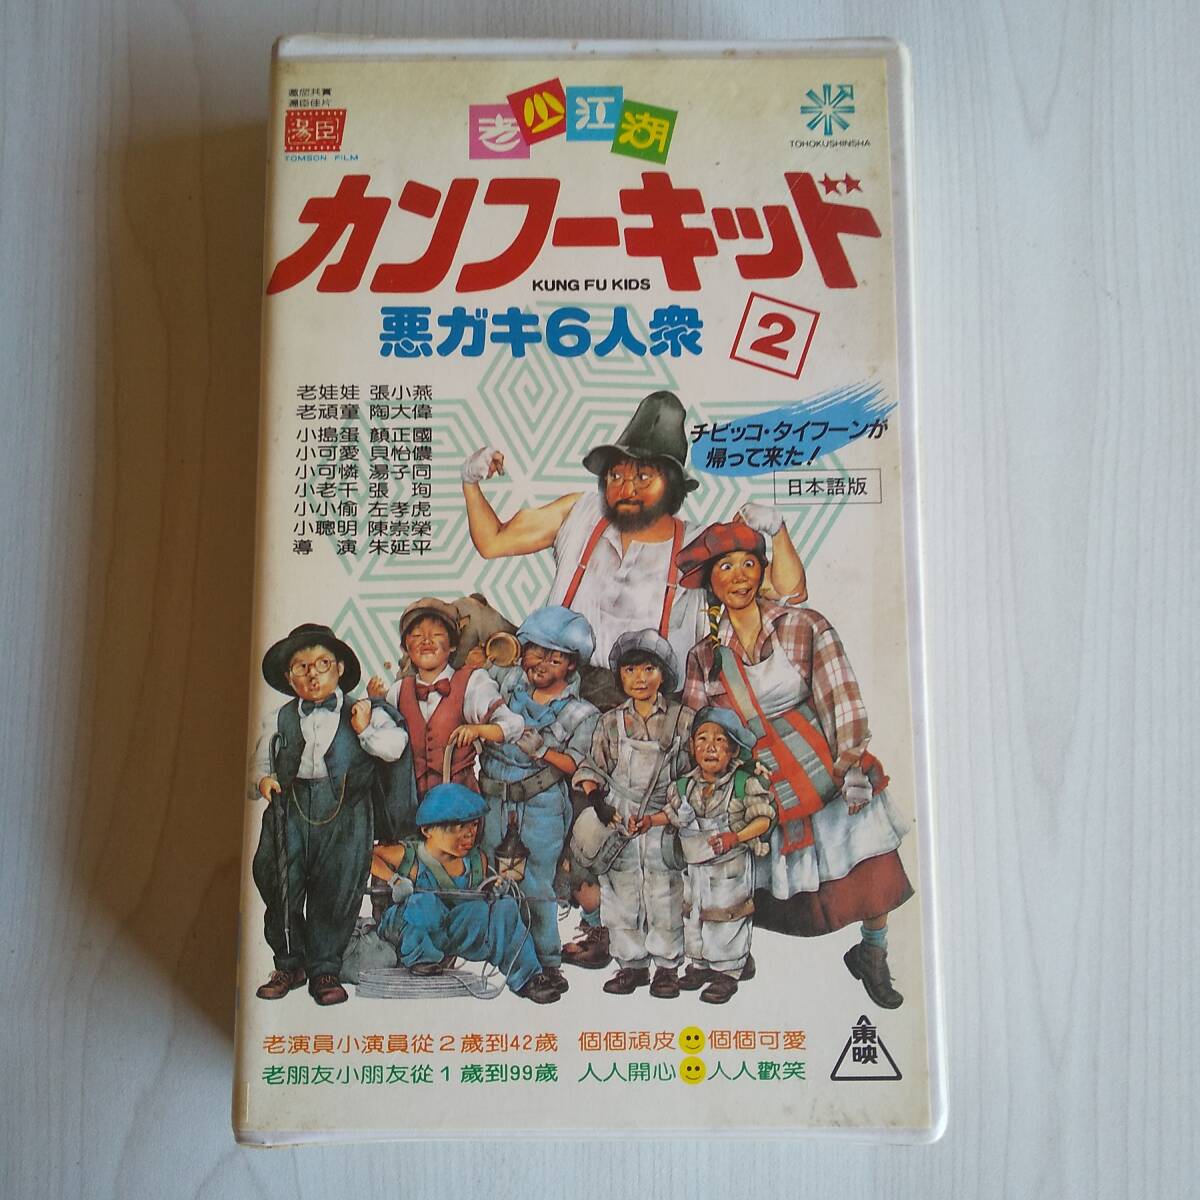 邀您共賞
湯臣佳片
湯臣
TOMSON FILM
老少江湖
TOHOKUSHINSHA
カンフーキッド
KUNG FU KIDS
悪ガキ6人衆 2
老娃娃 張小燕
老頑童 陶大偉
小搗蛋 顏正國
小可愛 貝怡儂
小可憐 湯子同
小老千 張 珣
小小偷 左孝虎
小聰明 陳崇榮
導 演 朱延平
チビッコ・タイフーンが
帰って来た!
日本語版
老演員小演員從2歲到42歲 個個頑皮 個個可愛
老朋友小朋友從1歲到99歲 人人開心 人人歡笑
東映